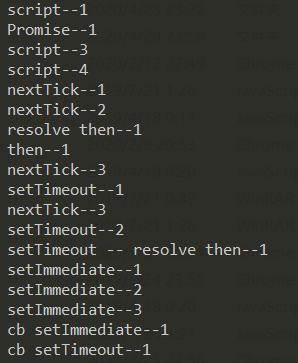 script--1
Promise--1
script--3
script--4
nextTick--1
nextTick--2
resolve then--1
then--1
nextTick--3
setTimeout--1
nextTick--3
setTimeout--2
setTimeout -- resolve then--1
setImmediate--1
setImmediate--2
setImmediate--3
cb setImmediate--1
cb setTimeout--1